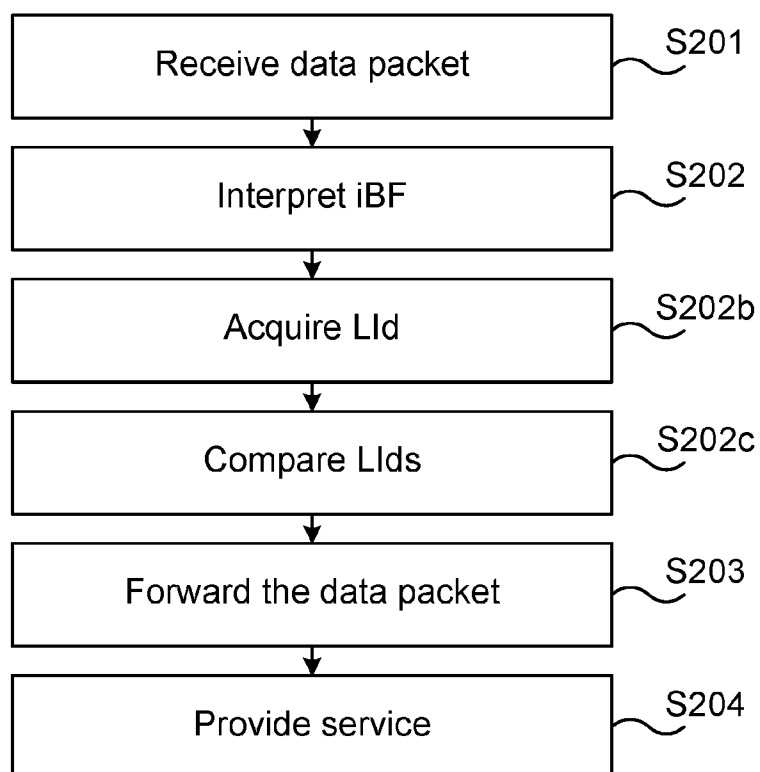 Receive data packet
S201
Interpret iBF
S202
Acquire LId
S202b
Compare LIds
S202c
Forward the data packet
S203
Provide service
S204